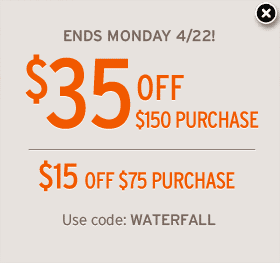 ENDS MONDAY 4/22!
$35 OFF
$150 PURCHASE
$15 OFF $75 PURCHASE
Use code: WATERFALL